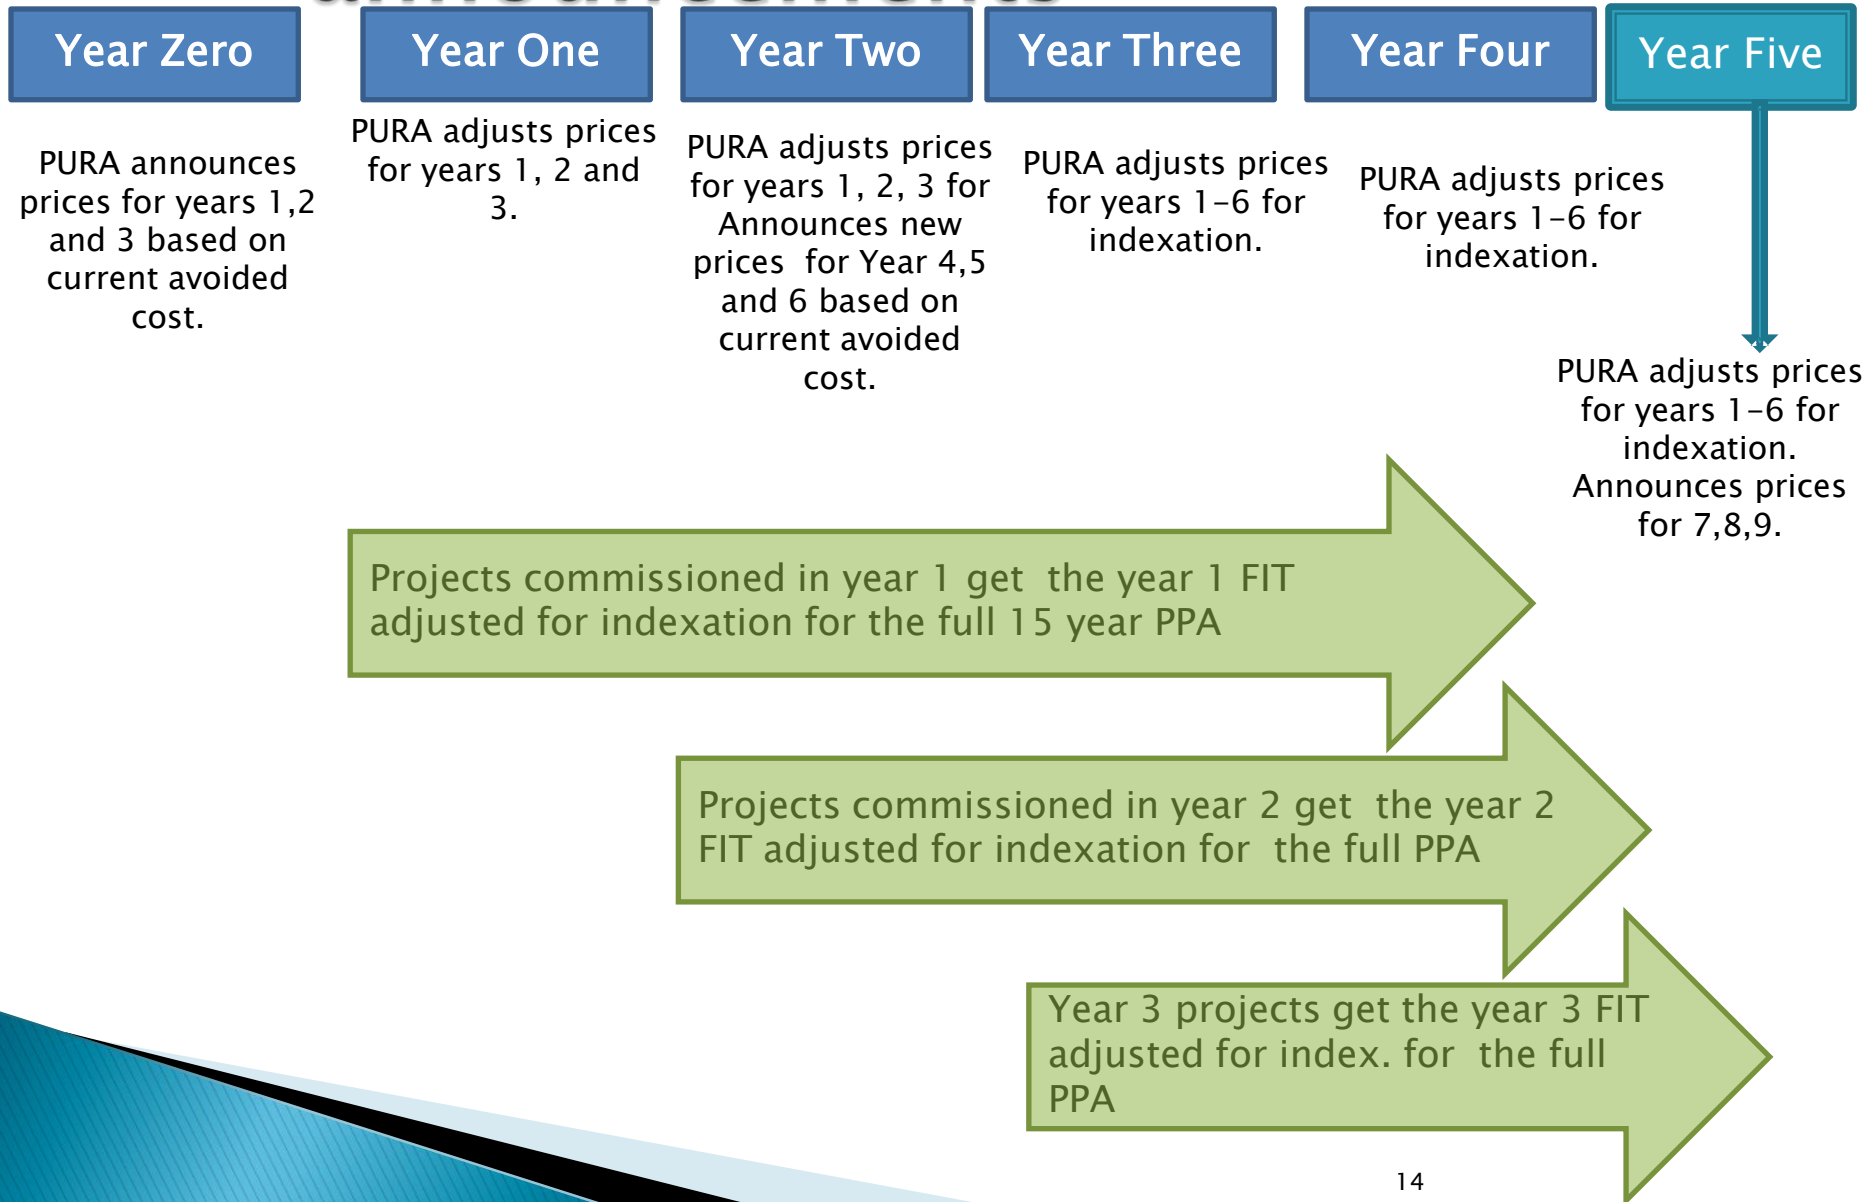 announcements
Year Zero
Year One
Year Two
Year Three
Year Four
Year Five
PURA announces
prices for years 1,2
and 3 based on
current avoided
cost.
PURA adjusts prices
for years 1, 2 and
3.
PURA adjusts prices
for years 1, 2, 3 for
Announces new
prices for Year 4,5
and 6 based on
current avoided
cost.
PURA adjusts prices
for years 1-6 for
indexation.
PURA adjusts prices
for years 1-6 for
indexation.
PURA adjusts prices
for years 1-6 for
indexation.
Announces prices
for 7,8,9.
Projects commissioned in year 1 get the year 1 FIT
adjusted for indexation for the full 15 year PPA
Projects commissioned in year 2 get the year 2
FIT adjusted for indexation for the full PPA
Year 3 projects get the year 3 FIT
adjusted for index. for the full
PPA
14